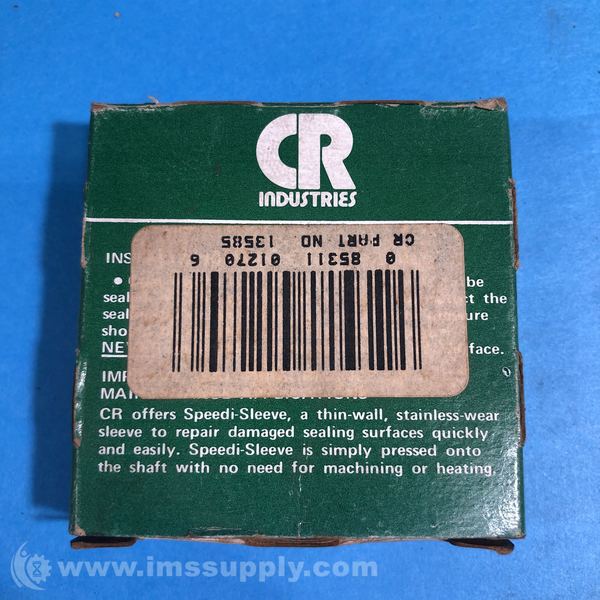 CR
INDUSTRIES
CR PART NO 13585
0 85311 01270 6
INS
be
seal ct the
seal ure
sho
NE face.
IMP
MAI
CR offers Speedi-Sleeve, a thin-wall, stainless-wear
sleeve to repair damaged sealing surfaces quickly
and easily. Speedi-Sleeve is simply pressed onto
the shaft with no need for machining or heating.
www.imssupply.com